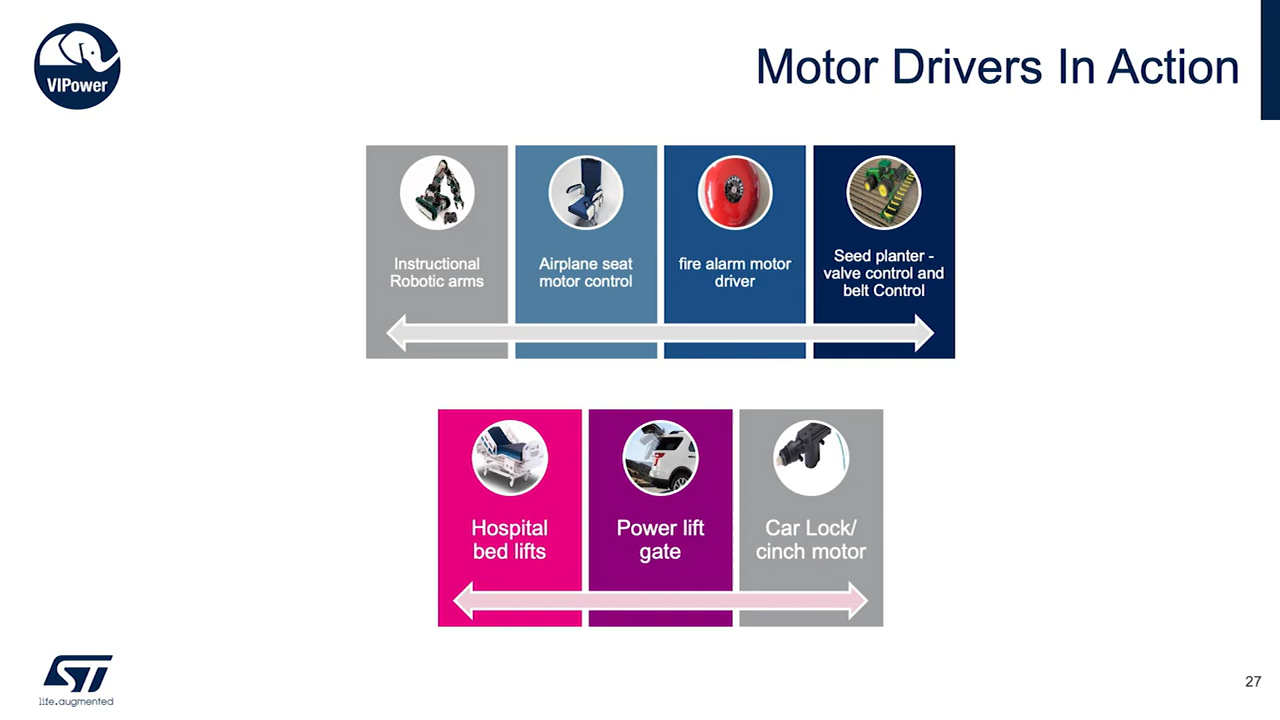 VIPower
Motor Drivers In Action
Instructional
Robotic arms
Airplane seat
motor control
fire alarm motor
driver
Seed planter -
valve control and
belt Control
Hospital
bed lifts
Power lift
gate
Car Lock/
cinch motor
ST
life.augmented
27